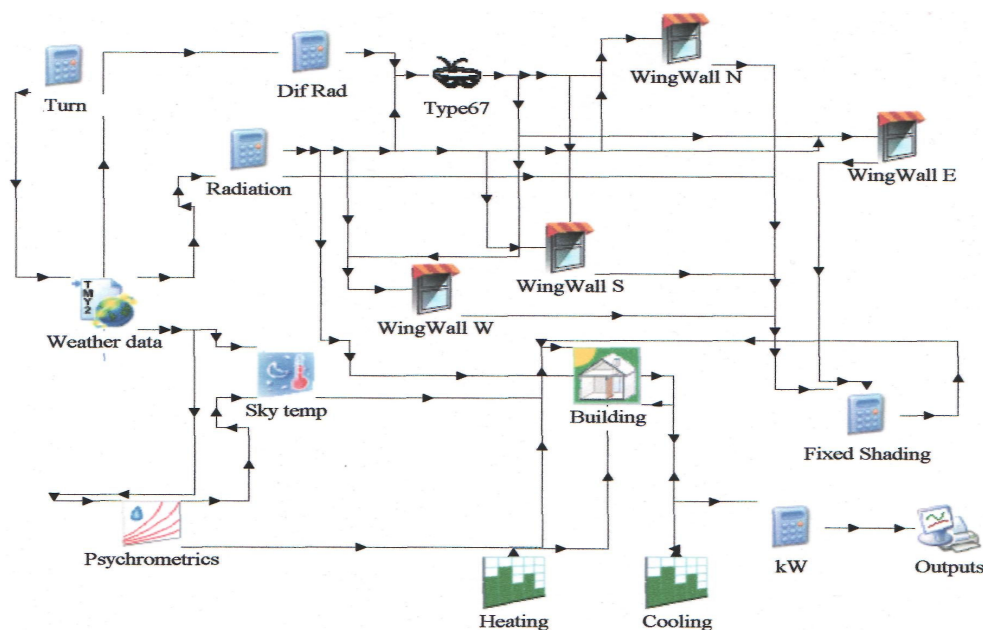 Turn
Dif Rad
Type67
WingWall N
Radiation
WingWall E
TMY2
Weather data
WingWall S
WingWall W
Sky temp
Building
Fixed Shading
Psychrometrics
Heating
Cooling
kW
Outputs